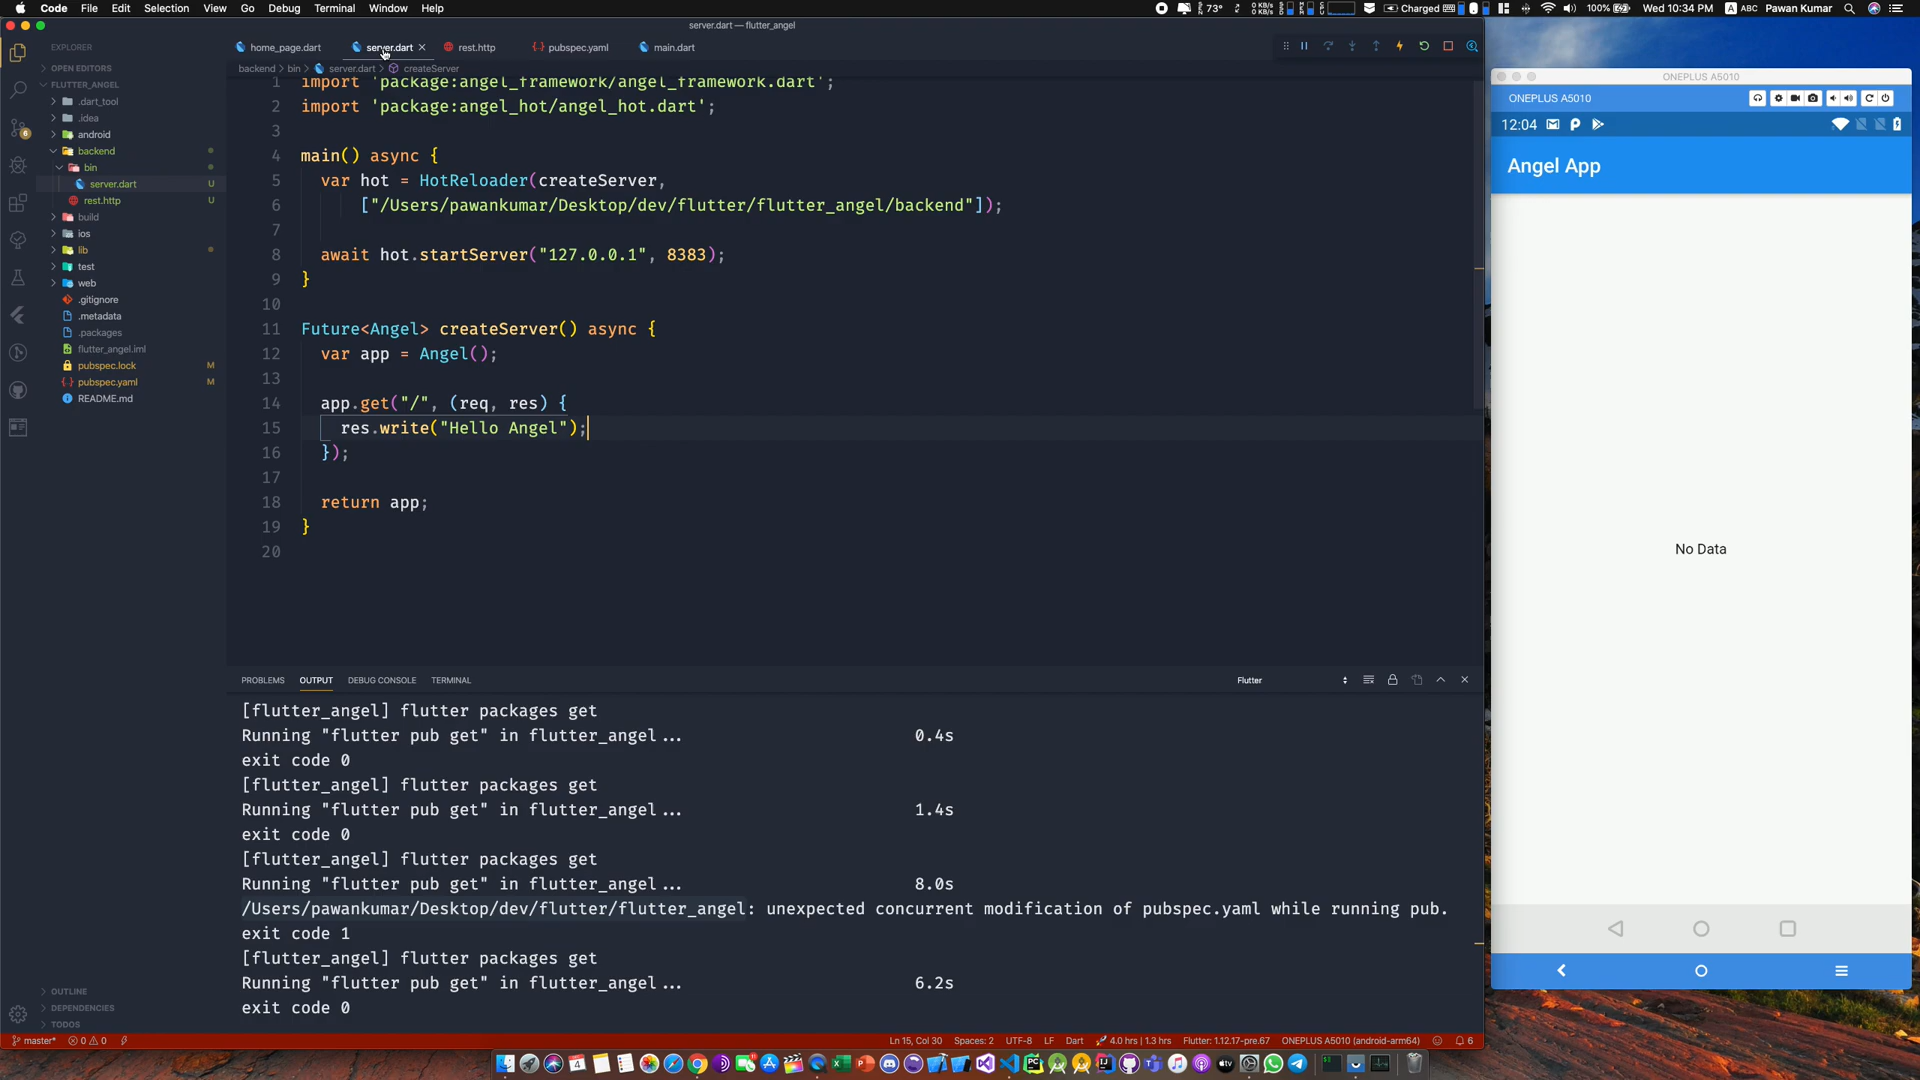 Code File Edit Selection View Go Debug Terminal Window Help
73° 0 KB/s 0 KB/s Charged 100% Wed 10:34 PM A ABC Pawan Kumar
server.dart — flutter_angel
EXPLORER
home_page.dart server.dart rest.http pubspec.yaml main.dart
backend > bin > server.dart > createServer
OPEN EDITORS
FLUTTER_ANGEL
.dart_tool
.idea
android
backend
bin
server.dart U
rest.http U
build
ios
lib
test
web
.gitignore
.metadata
.packages
flutter_angel.iml
pubspec.lock M
pubspec.yaml M
README.md
OUTLINE
DEPENDENCIES
TODOS
1 import 'package:angel_framework/angel_framework.dart';
2 import 'package:angel_hot/angel_hot.dart';
3
4 main() async {
5 var hot = HotReloader(createServer,
6 ["/Users/pawankumar/Desktop/dev/flutter/flutter_angel/backend"]);
7
8 await hot.startServer("127.0.0.1", 8383);
9 }
10
11 Future<Angel> createServer() async {
12 var app = Angel();
13
14 app.get("/", (req, res) {
15 res.write("Hello Angel");
16 });
17
18 return app;
19 }
20
PROBLEMS OUTPUT DEBUG CONSOLE TERMINAL Flutter
[flutter_angel] flutter packages get
Running "flutter pub get" in flutter_angel... 0.4s
exit code 0
[flutter_angel] flutter packages get
Running "flutter pub get" in flutter_angel... 1.4s
exit code 0
[flutter_angel] flutter packages get
Running "flutter pub get" in flutter_angel... 8.0s
/Users/pawankumar/Desktop/dev/flutter/flutter_angel: unexpected concurrent modification of pubspec.yaml while running pub.
exit code 1
[flutter_angel] flutter packages get
Running "flutter pub get" in flutter_angel... 6.2s
exit code 0
master* 0 0 Ln 15, Col 30 Spaces: 2 UTF-8 LF Dart 4.0 hrs | 1.3 hrs Flutter: 1.12.17-pre.67 ONEPLUS A5010 (android-arm64) 6
ONEPLUS A5010
ONEPLUS A5010
12:04
Angel App
No Data